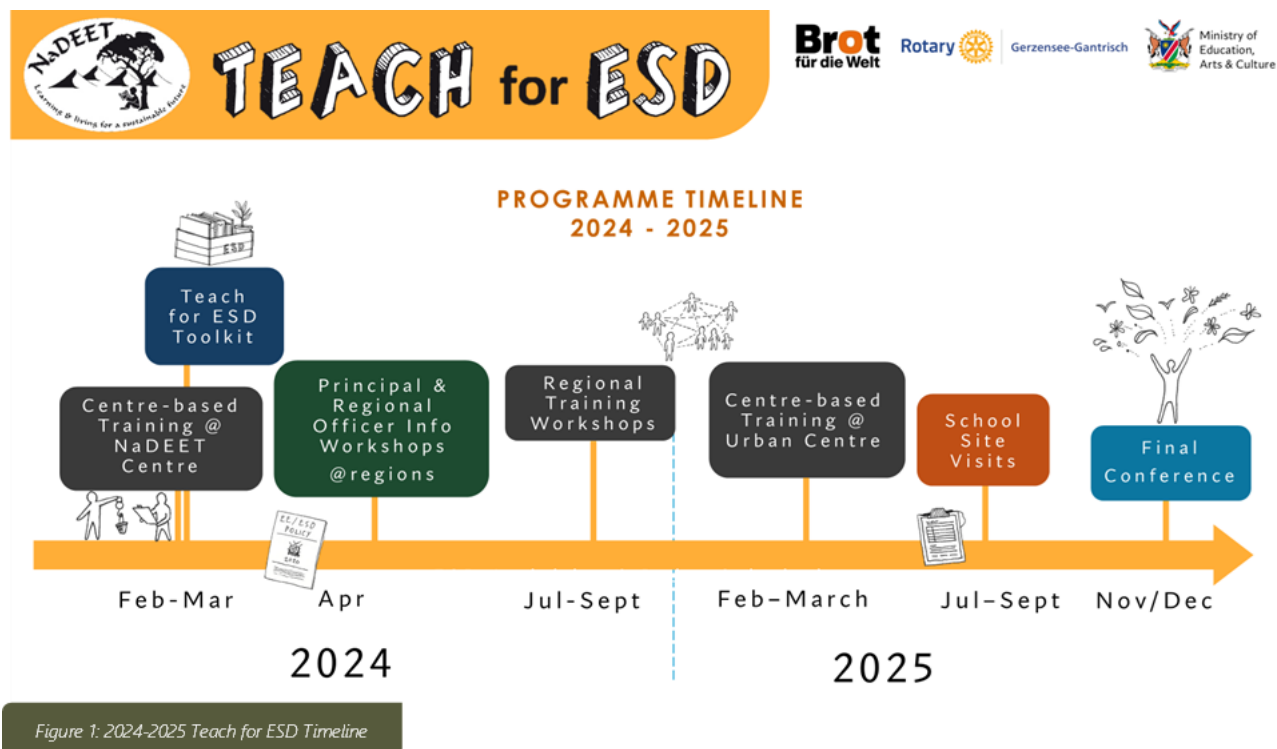 NaDEET
Learning & living for a sustainable future
TEACH for ESD
Brot
für die Welt
Rotary
Gerzensee-Gantrisch
Ministry of
Education,
Arts & Culture
PROGRAMME TIMELINE
2024 - 2025
ESD
Teach
for ESD
Toolkit
Centre-based
Training @
NaDEET
Centre
Principal &
Regional
Officer Info
Workshops
@regions
Regional
Training
Workshops
Centre-based
Training @
Urban Centre
School
Site
Visits
Final
Conference
EE/ESD
POLICY
Feb-Mar
Apr
Jul-Sept
Feb–March
Jul–Sept
Nov/Dec
2024
2025
Figure 1: 2024-2025 Teach for ESD Timeline